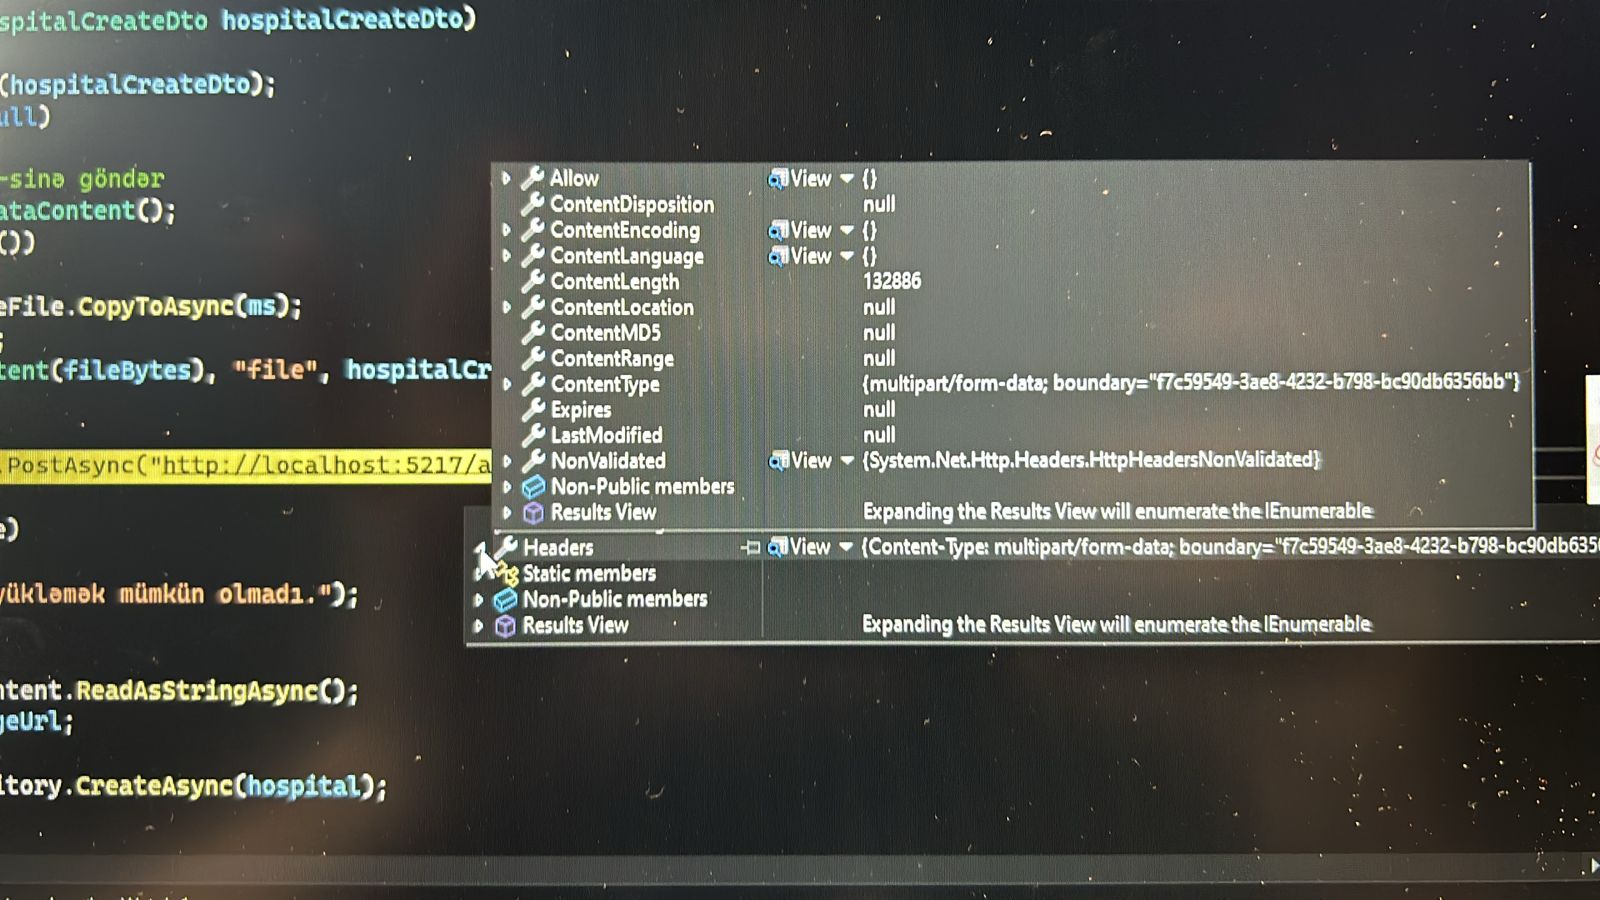 spitalCreateDto hospitalCreateDto)
(hospitalCreateDto);
ull)
-sinə göndər
ataContent();
())
eFile.CopyToAsync(ms);
;
tent(fileBytes), "file", hospitalCr
.PostAsync("http://localhost:5217/a
e)
yükləmək mümkün olmadı.");
ntent.ReadAsStringAsync();
geUrl;
itory.CreateAsync(hospital);
Allow View {}
ContentDisposition null
ContentEncoding View {}
ContentLanguage View {}
ContentLength 132886
ContentLocation null
ContentMD5 null
ContentRange null
ContentType {multipart/form-data; boundary="f7c59549-3ae8-4232-b798-bc90db6356bb"}
Expires null
LastModified null
NonValidated View {System.Net.Http.Headers.HttpHeadersNonValidated}
Non-Public members
Results View Expanding the Results View will enumerate the IEnumerable
Headers View {Content-Type: multipart/form-data; boundary="f7c59549-3ae8-4232-b798-bc90db6356
Static members
Non-Public members
Results View Expanding the Results View will enumerate the IEnumerable